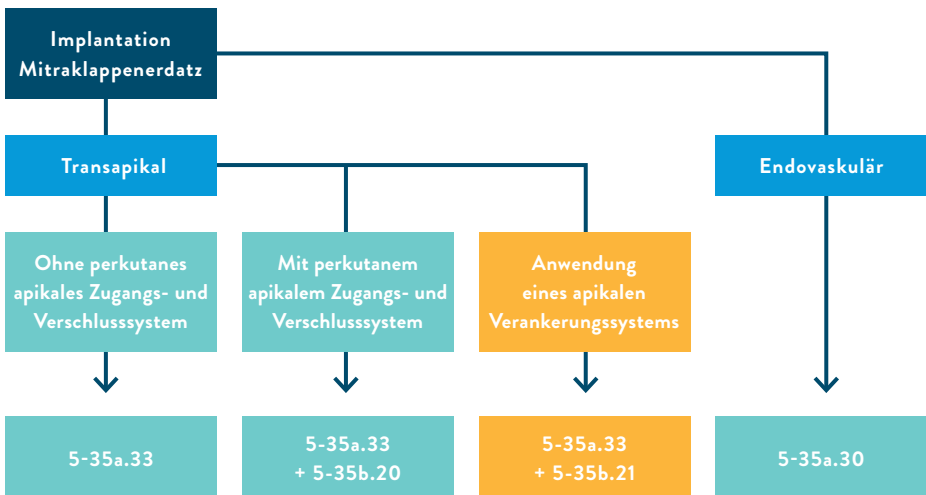 Implantation
Mitraklappenerdatz
Transapikal
Endovaskulär
Ohne perkutanes
apikales Zugangs- und
Verschlusssystem
Mit perkutanem
apikalem Zugangs- und
Verschlusssystem
Anwendung
eines apikalen
Verankerungssystems
5-35a.33
5-35a.33
+ 5-35b.20
5-35a.33
+ 5-35b.21
5-35a.30